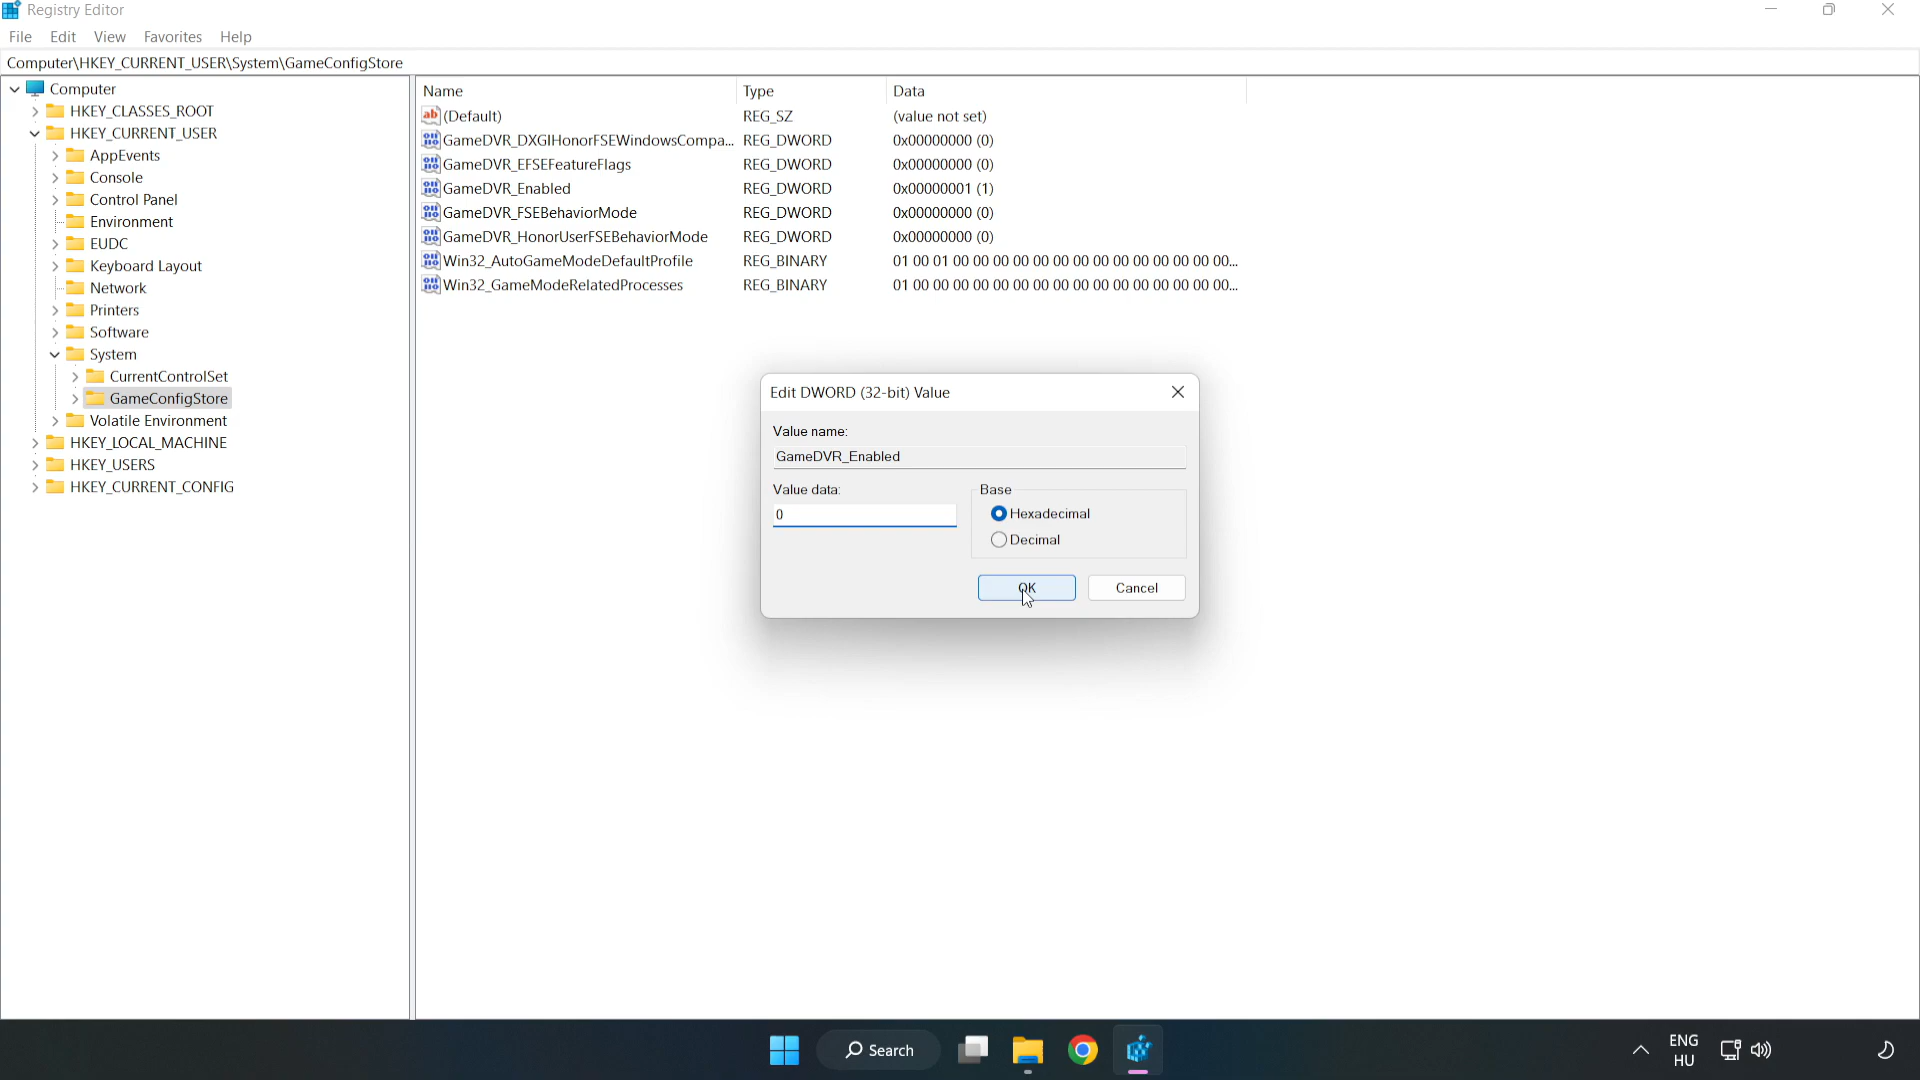 Registry Editor
File Edit View Favorites Help
Computer\HKEY_CURRENT_USER\System\GameConfigStore
Computer
HKEY_CLASSES_ROOT
HKEY_CURRENT_USER
AppEvents
Console
Control Panel
Environment
EUDC
Keyboard Layout
Network
Printers
Software
System
CurrentControlSet
GameConfigStore
Volatile Environment
HKEY_LOCAL_MACHINE
HKEY_USERS
HKEY_CURRENT_CONFIG
Name Type Data
(Default) REG_SZ (value not set)
GameDVR_DXGIHonorFSEWindowsCompa... REG_DWORD 0x00000000 (0)
GameDVR_EFSEFeatureFlags REG_DWORD 0x00000000 (0)
GameDVR_Enabled REG_DWORD 0x00000001 (1)
GameDVR_FSEBehaviorMode REG_DWORD 0x00000000 (0)
GameDVR_HonorUserFSEBehaviorMode REG_DWORD 0x00000000 (0)
Win32_AutoGameModeDefaultProfile REG_BINARY 01 00 01 00 00 00 00 00 00 00 00 00 00 00 00 00 00...
Win32_GameModeRelatedProcesses REG_BINARY 01 00 00 00 00 00 00 00 00 00 00 00 00 00 00 00 00...
Edit DWORD (32-bit) Value
Value name:
GameDVR_Enabled
Value data:
0
Base
Hexadecimal
Decimal
OK Cancel
Search
ENG
HU